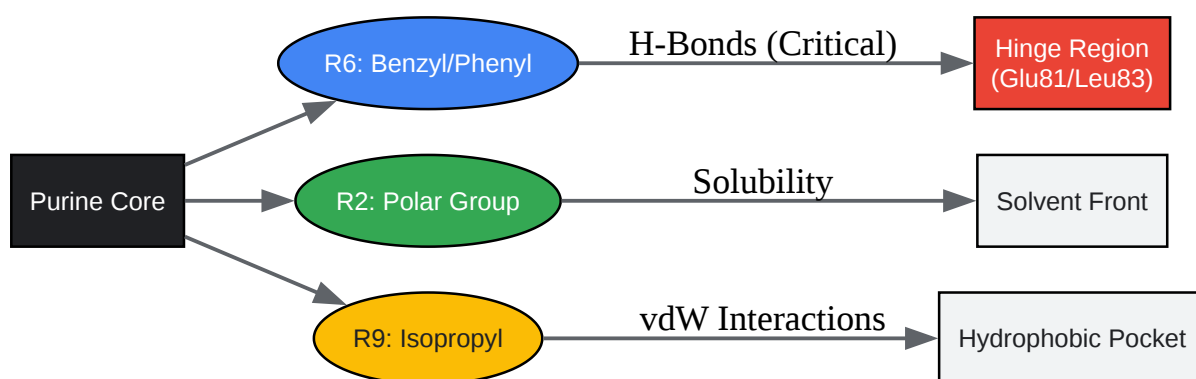 R6: Benzyl/Phenyl
H-Bonds (Critical)
Hinge Region
(Glu81/Leu83)
Purine Core
R2: Polar Group
Solubility
Solvent Front
R9: Isopropyl
vdW Interactions
Hydrophobic Pocket